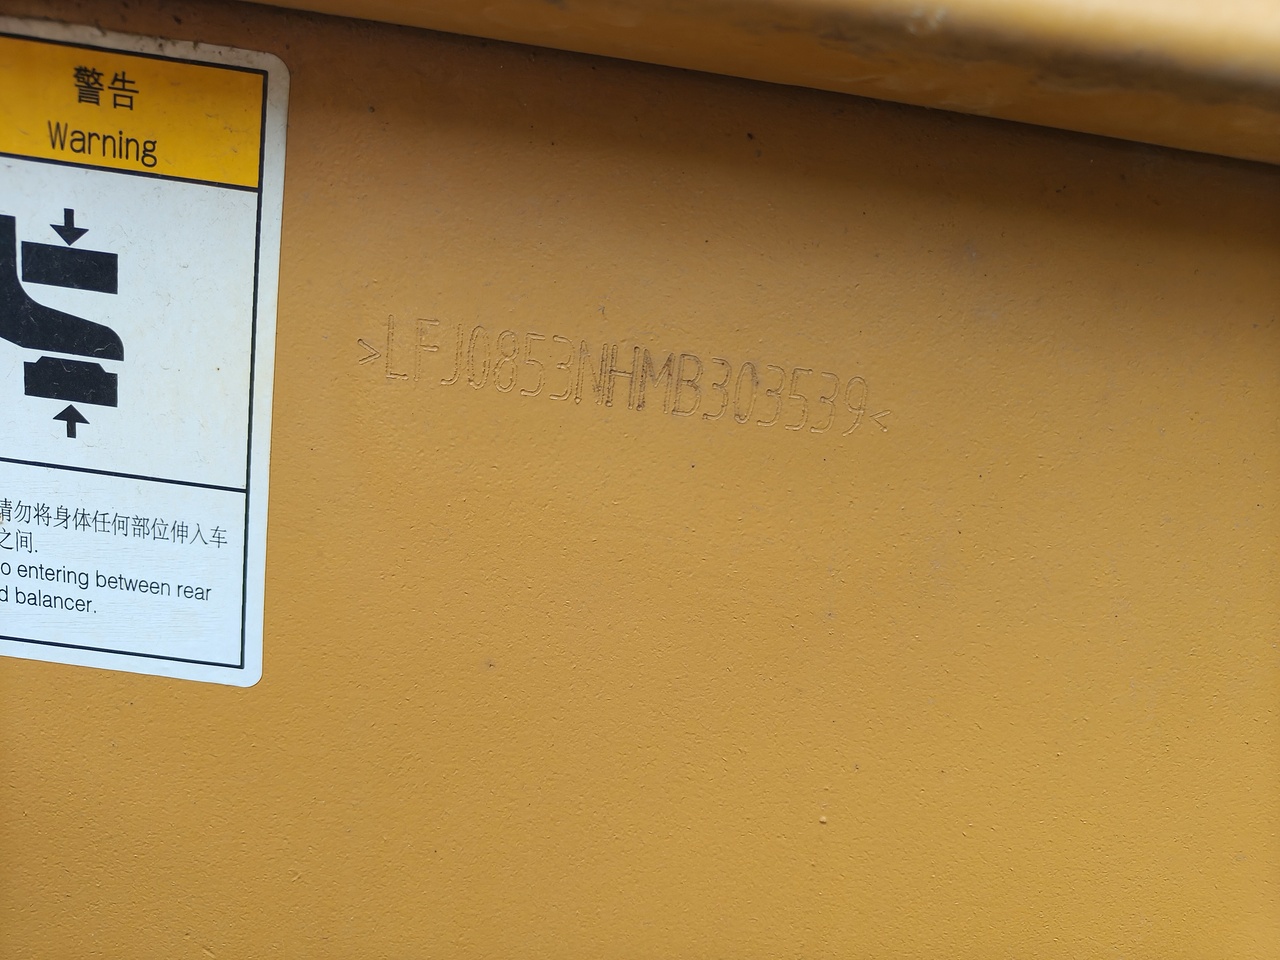 警告
Warning
请勿将身体任何部位伸入车
之间.
o entering between rear
d balancer.
>LFJ0853NHMB303539<